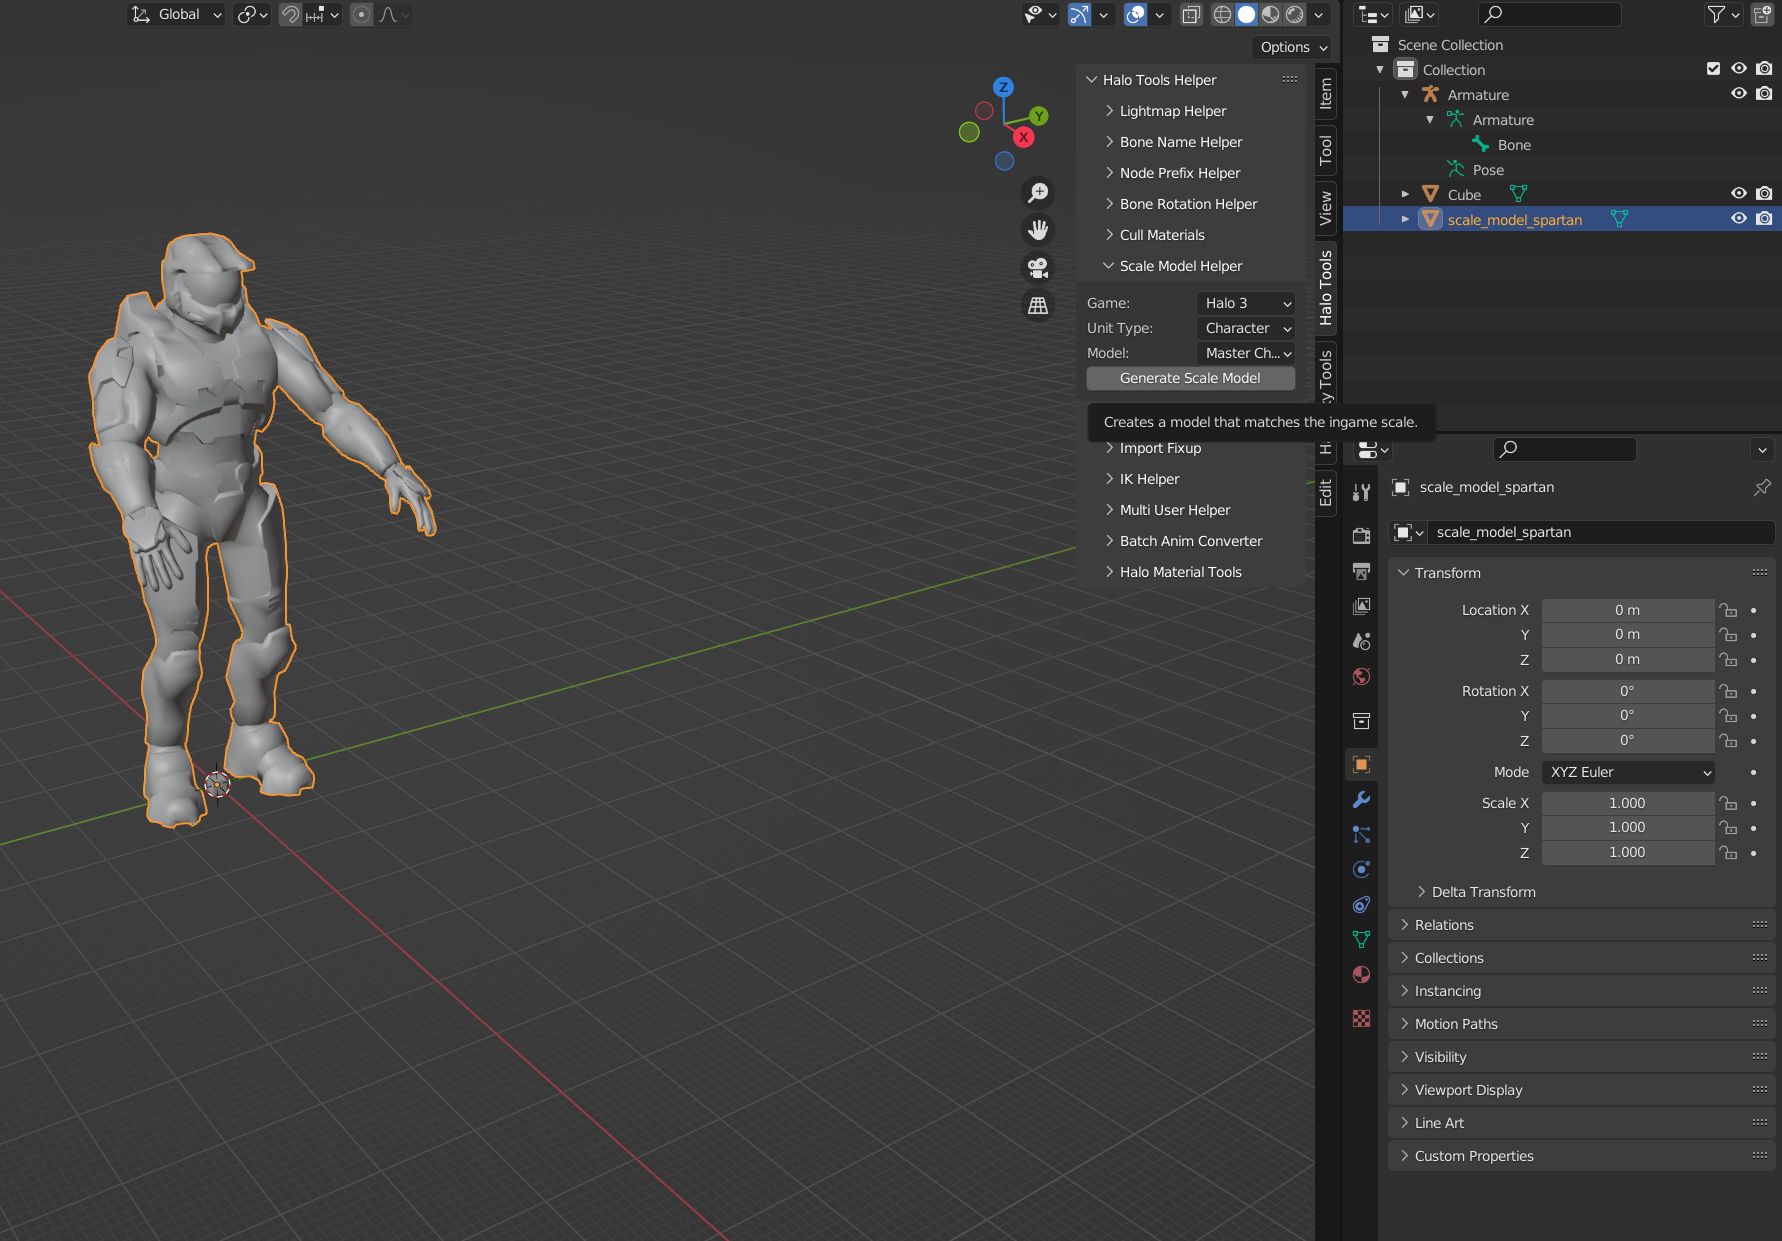 Global
Options
Z
Y
X
Halo Tools Helper
Lightmap Helper
Bone Name Helper
Node Prefix Helper
Bone Rotation Helper
Cull Materials
Scale Model Helper
Game: Halo 3
Unit Type: Character
Model: Master Ch...
Generate Scale Model
Creates a model that matches the ingame scale.
Import Fixup
IK Helper
Multi User Helper
Batch Anim Converter
Halo Material Tools
Item
Tool
View
Halo Tools
Tools
Edit
Scene Collection
Collection
Armature
Armature
Bone
Pose
Cube
scale_model_spartan
scale_model_spartan
scale_model_spartan
Transform
Location X 0 m
Y 0 m
Z 0 m
Rotation X 0°
Y 0°
Z 0°
Mode XYZ Euler
Scale X 1.000
Y 1.000
Z 1.000
Delta Transform
Relations
Collections
Instancing
Motion Paths
Visibility
Viewport Display
Line Art
Custom Properties